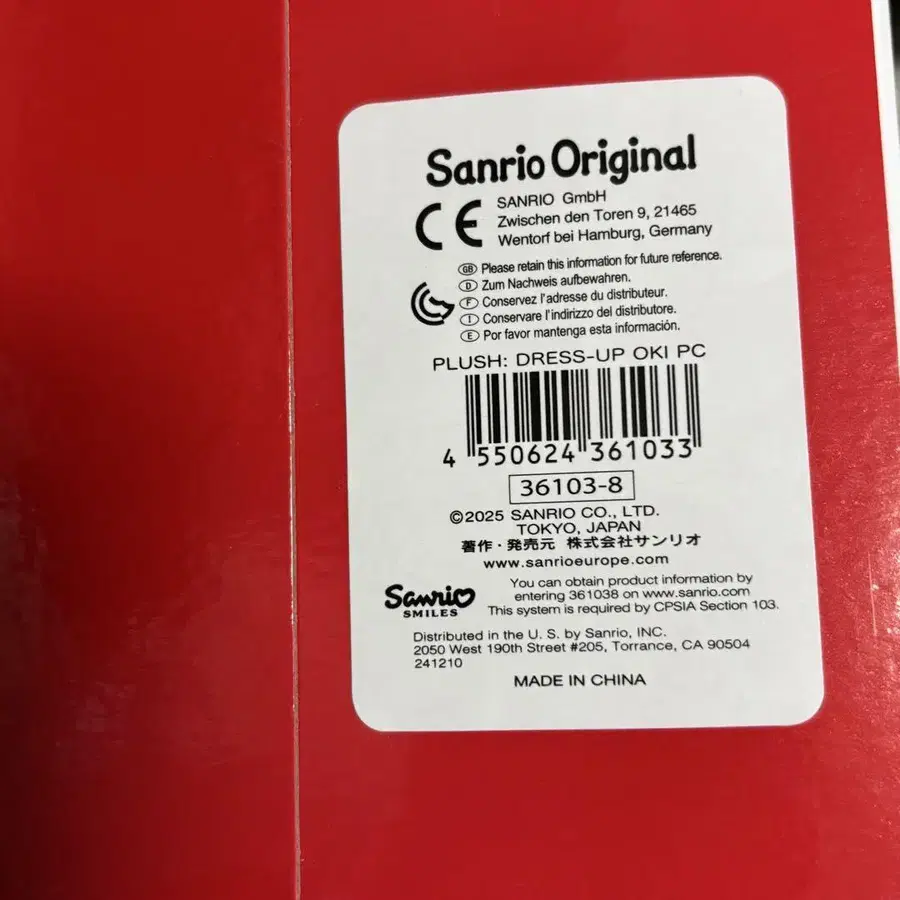 Sanrio Original
CE
SANRIO GmbH
Zwischen den Toren 9, 21465
Wentorf bei Hamburg, Germany
GB Please retain this information for future reference.
D Zum Nachweis aufbewahren.
F Conservez l'adresse du distributeur.
I Conservare l'indirizzo del distributore.
E Por favor mantenga esta información.
PLUSH: DRESS-UP OKI PC
4 550624 361033
36103-8
©2025 SANRIO CO., LTD.
TOKYO, JAPAN
著作・発売元 株式会社サンリオ
www.sanrioeurope.com
Sanrio
SMILES
You can obtain product information by
entering 361038 on www.sanrio.com
This system is required by CPSIA Section 103.
Distributed in the U. S. by Sanrio, INC.
2050 West 190th Street #205, Torrance, CA 90504
241210
MADE IN CHINA